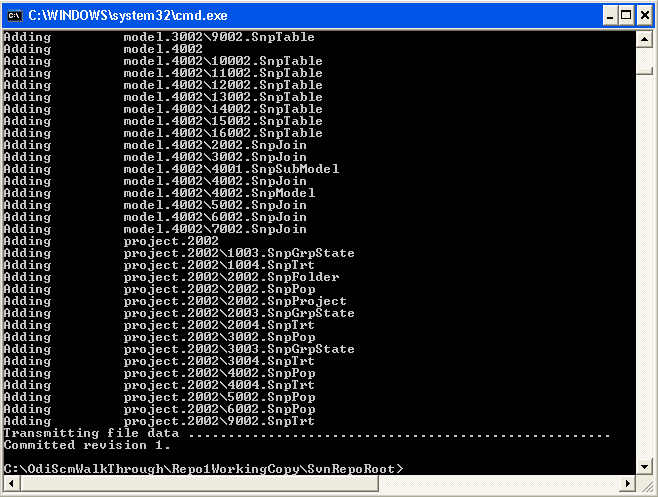 C:\WINDOWS\system32\cmd.exe
Adding         model.3002\9002.SnpTable
Adding         model.4002
Adding         model.4002\10002.SnpTable
Adding         model.4002\11002.SnpTable
Adding         model.4002\12002.SnpTable
Adding         model.4002\13002.SnpTable
Adding         model.4002\14002.SnpTable
Adding         model.4002\15002.SnpTable
Adding         model.4002\16002.SnpTable
Adding         model.4002\2002.SnpJoin
Adding         model.4002\3002.SnpJoin
Adding         model.4002\4001.SnpSubModel
Adding         model.4002\4002.SnpJoin
Adding         model.4002\4002.SnpModel
Adding         model.4002\5002.SnpJoin
Adding         model.4002\6002.SnpJoin
Adding         model.4002\7002.SnpJoin
Adding         project.2002
Adding         project.2002\1003.SnpGrpState
Adding         project.2002\1004.SnpTrt
Adding         project.2002\2002.SnpFolder
Adding         project.2002\2002.SnpPop
Adding         project.2002\2002.SnpProject
Adding         project.2002\2003.SnpGrpState
Adding         project.2002\2004.SnpTrt
Adding         project.2002\3002.SnpPop
Adding         project.2002\3003.SnpGrpState
Adding         project.2002\3004.SnpTrt
Adding         project.2002\4002.SnpPop
Adding         project.2002\4004.SnpTrt
Adding         project.2002\5002.SnpPop
Adding         project.2002\6002.SnpPop
Adding         project.2002\9002.SnpTrt
Transmitting file data .....................................................
Committed revision 1.
C:\OdiScmWalkThrough\Repo1WorkingCopy\SvnRepoRoot>